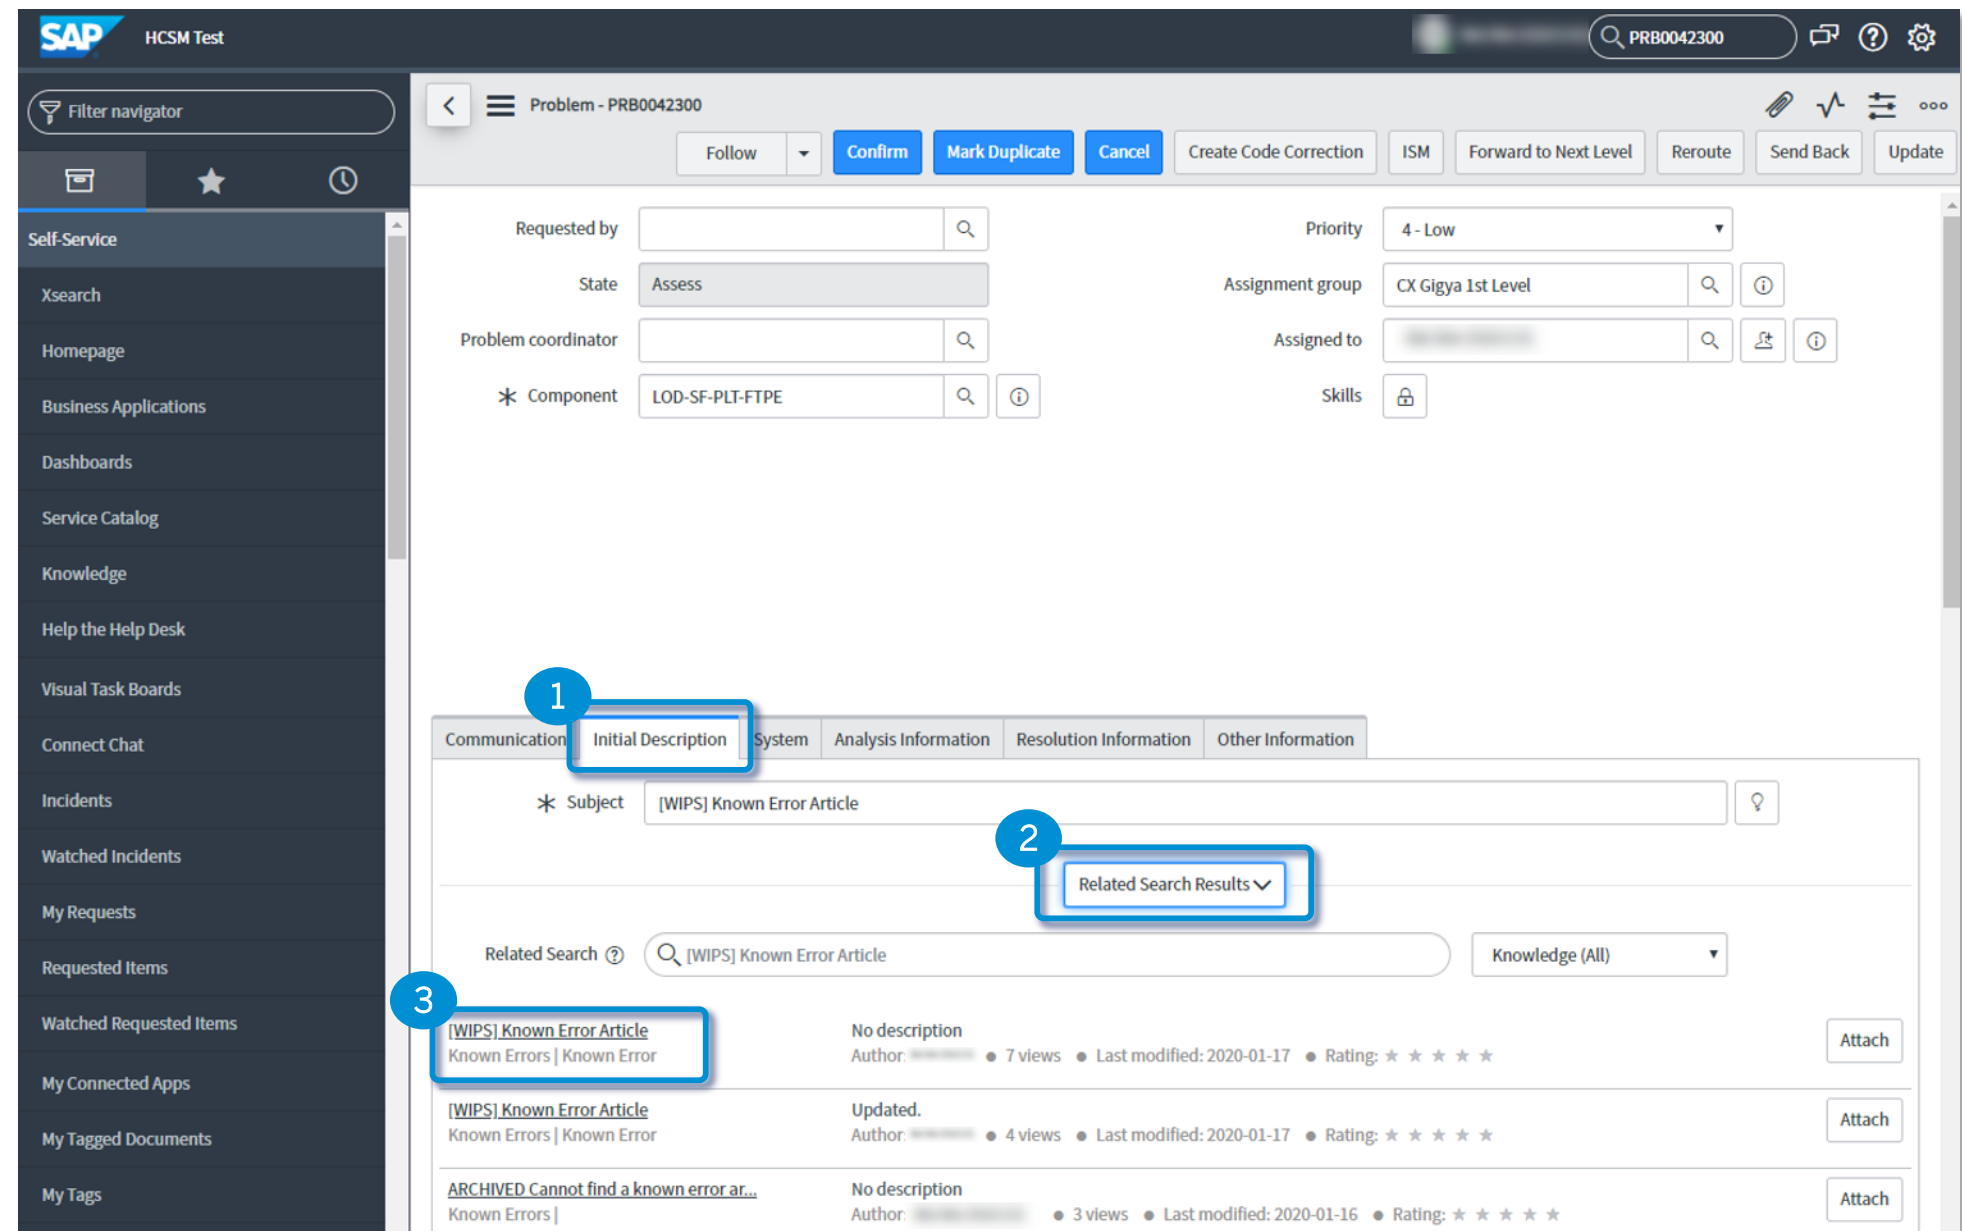 SAP HCSM Test PRB0042300
Filter navigator
Problem - PRB0042300
Follow Confirm Mark Duplicate Cancel Create Code Correction ISM Forward to Next Level Reroute Send Back Update
Self-Service
Xsearch
Homepage
Business Applications
Dashboards
Service Catalog
Knowledge
Help the Help Desk
Visual Task Boards
Connect Chat
Incidents
Watched Incidents
My Requests
Requested Items
Watched Requested Items
My Connected Apps
My Tagged Documents
My Tags
Requested by
State Assess
Problem coordinator
* Component LOD-SF-PLT-FTPE
Priority 4 - Low
Assignment group CX Gigya 1st Level
Assigned to
Skills
1
Communication Initial Description System Analysis Information Resolution Information Other Information
* Subject [WIPS] Known Error Article
2
Related Search Results
Related Search [WIPS] Known Error Article Knowledge (All)
3
[WIPS] Known Error Article No description
Known Errors | Known Error Author: ● 7 views ● Last modified: 2020-01-17 ● Rating: ★ ★ ★ ★ ★
Attach
[WIPS] Known Error Article Updated.
Known Errors | Known Error Author: ● 4 views ● Last modified: 2020-01-17 ● Rating: ★ ★ ★ ★ ★
Attach
ARCHIVED Cannot find a known error ar... No description
Known Errors | Author: ● 3 views ● Last modified: 2020-01-16 ● Rating: ★ ★ ★ ★ ★
Attach